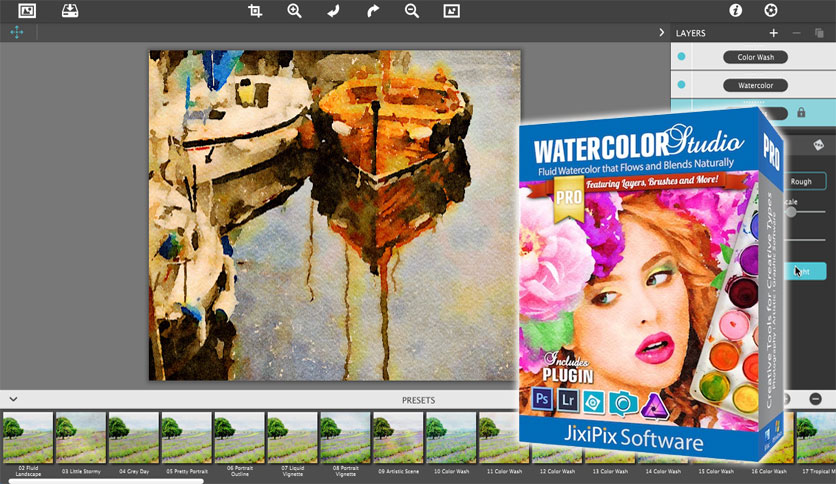 LAYERS
Color Wash
Watercolor
Rough
WATERCOLOR Studio
PRO
Fluid Watercolor that Flows and Blends Naturally
Featuring Layers, Brushes and More!
PRO
Includes
PLUGIN
Ps
Lr
JixiPix Software
Creative Tools for Creative Types
Photography | Artistic | Graphic Software
PRESETS
02 Fluid
Landscape
03 Little Stormy
04 Grey Day
05 Pretty Portrait
06 Portrait
Outline
07 Liquid
Vignette
08 Portrait
Vignette
09 Artistic Scene
10 Color Wash
11 Color Wash
12 Color Wash
13 Color Wash
14 Color Wash
15 Color Wash
16 Color Wash
17 Tropical M